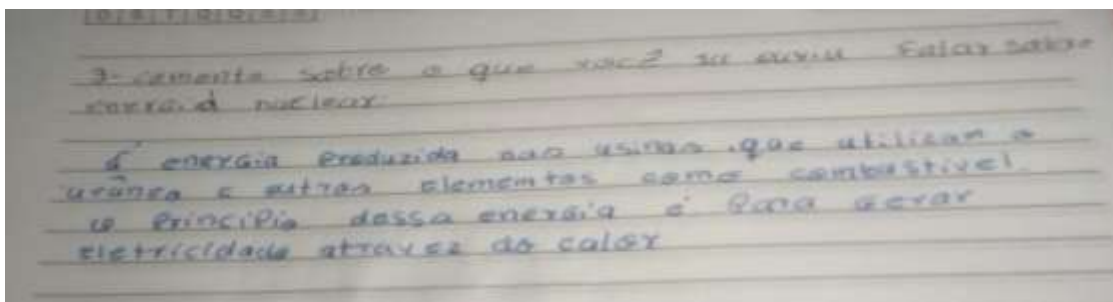 3- comente sobre o que você já ouviu falar sobre
energia nuclear.
é energia produzida nas usinas que utilizam o
urânio e outros elementos como combustível.
o princípio dessa energia é para gerar
eletricidade atravez do calor